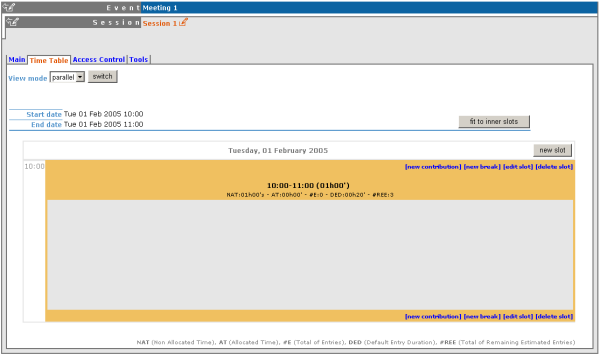 Event Meeting 1
Session Session 1
Main Time Table Access Control Tools
View mode parallel switch
Start date Tue 01 Feb 2005 10:00
End date Tue 01 Feb 2005 11:00
fit to inner slots
Tuesday, 01 February 2005
new slot
10:00
[new contribution] [new break] [edit slot] [delete slot]
10:00-11:00 (01h00')
NAT:01h00's - AT:00h00' - #E:0 - DED:00h20' - #REE:3
[new contribution] [new break] [edit slot] [delete slot]
NAT (Non Allocated Time), AT (Allocated Time), #E (Total of Entries), DED (Default Entry Duration), #REE (Total of Remaining Estimated Entries)